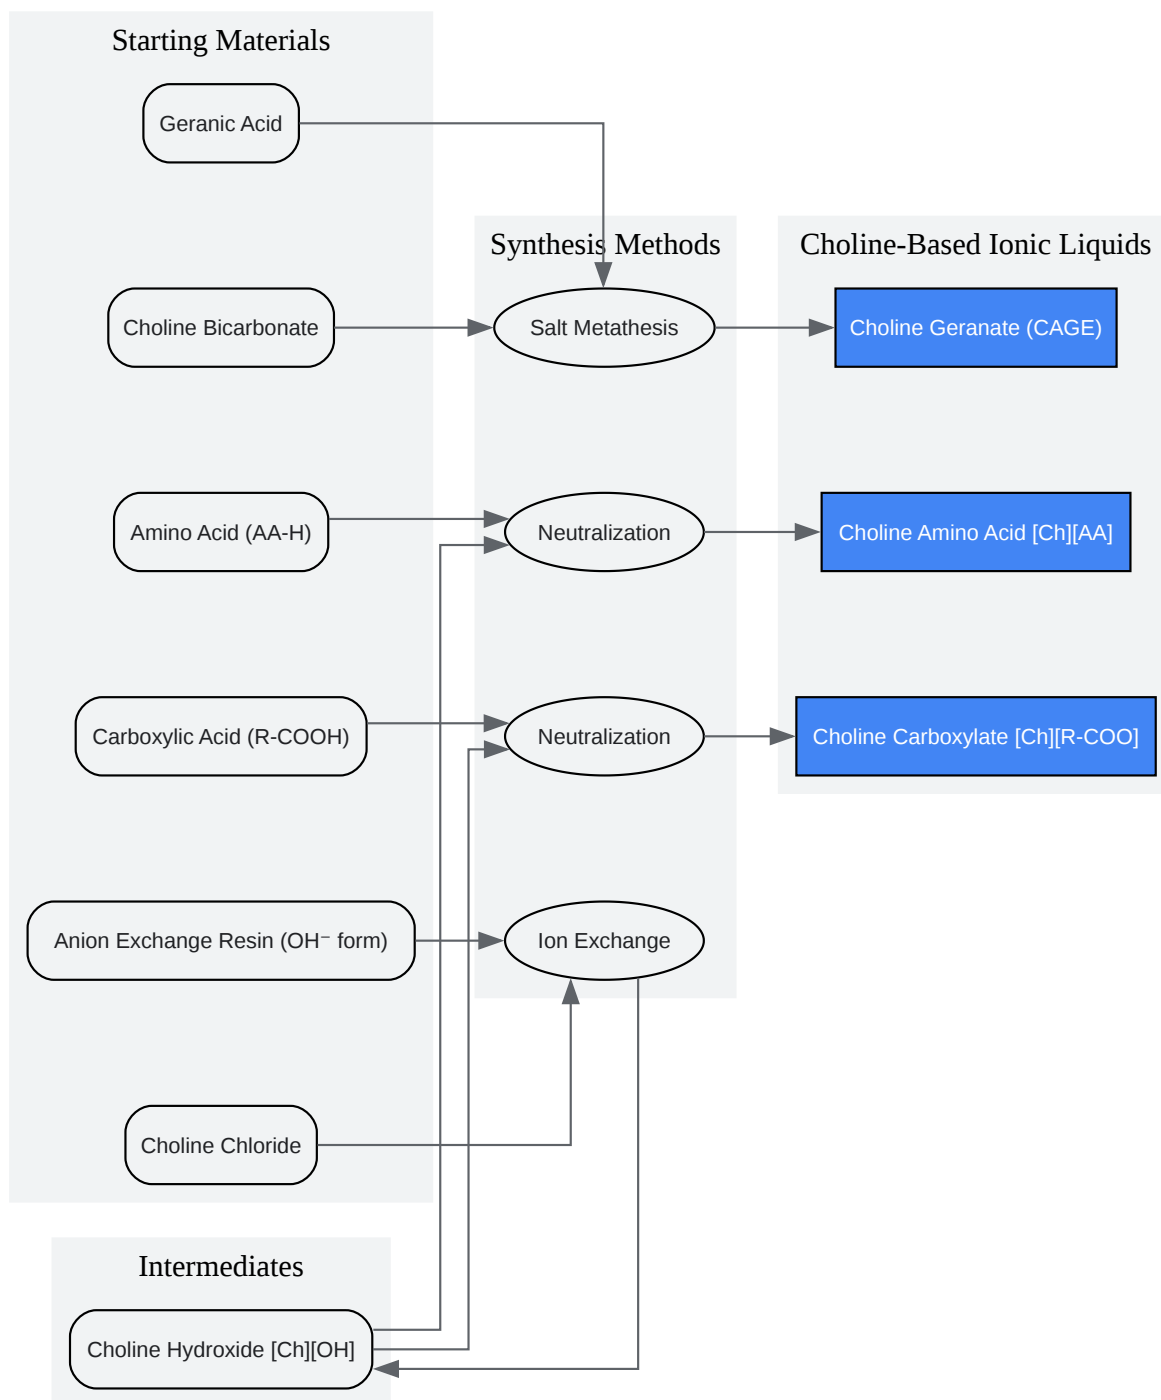 Starting Materials
Geranic Acid
Synthesis Methods
Choline-Based Ionic Liquids
Choline Bicarbonate
Salt Metathesis
Choline Geranate (CAGE)
Amino Acid (AA-H)
Neutralization
Choline Amino Acid [Ch][AA]
Carboxylic Acid (R-COOH)
Neutralization
Choline Carboxylate [Ch][R-COO]
Anion Exchange Resin (OH⁻ form)
Ion Exchange
Choline Chloride
Intermediates
Choline Hydroxide [Ch][OH]